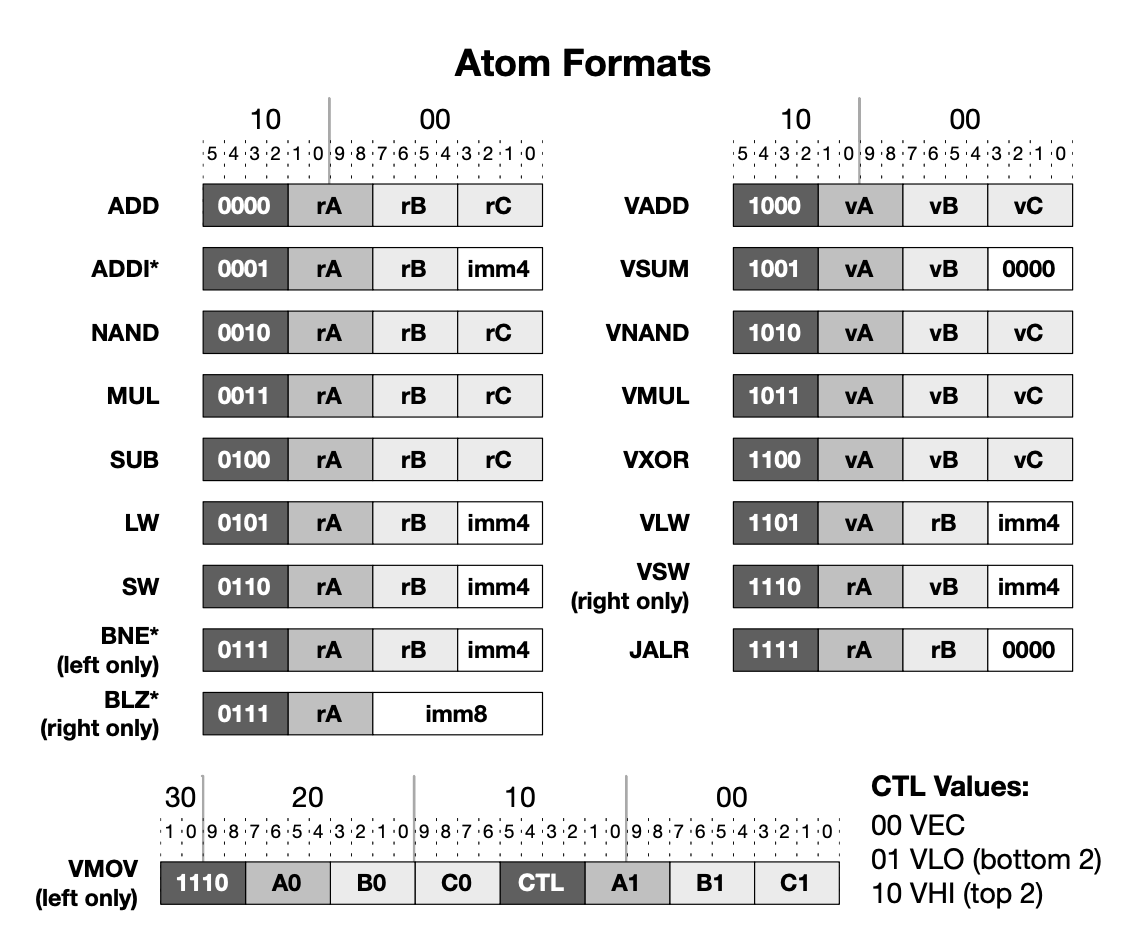 Atom Formats
10 00
5 4 3 2 1 0 9 8 7 6 5 4 3 2 1 0
ADD 0000 rA rB rC
ADDI* 0001 rA rB imm4
NAND 0010 rA rB rC
MUL 0011 rA rB rC
SUB 0100 rA rB rC
LW 0101 rA rB imm4
SW 0110 rA rB imm4
BNE*
(left only) 0111 rA rB imm4
BLZ*
(right only) 0111 rA imm8
10 00
5 4 3 2 1 0 9 8 7 6 5 4 3 2 1 0
VADD 1000 vA vB vC
VSUM 1001 vA vB 0000
VNAND 1010 vA vB vC
VMUL 1011 vA vB vC
VXOR 1100 vA vB vC
VLW 1101 vA rB imm4
VSW
(right only) 1110 rA vB imm4
JALR 1111 rA rB 0000
30 20 10 00
1 0 9 8 7 6 5 4 3 2 1 0 9 8 7 6 5 4 3 2 1 0 9 8 7 6 5 4 3 2 1 0
VMOV
(left only) 1110 A0 B0 C0 CTL A1 B1 C1
CTL Values:
00 VEC
01 VLO (bottom 2)
10 VHI (top 2)